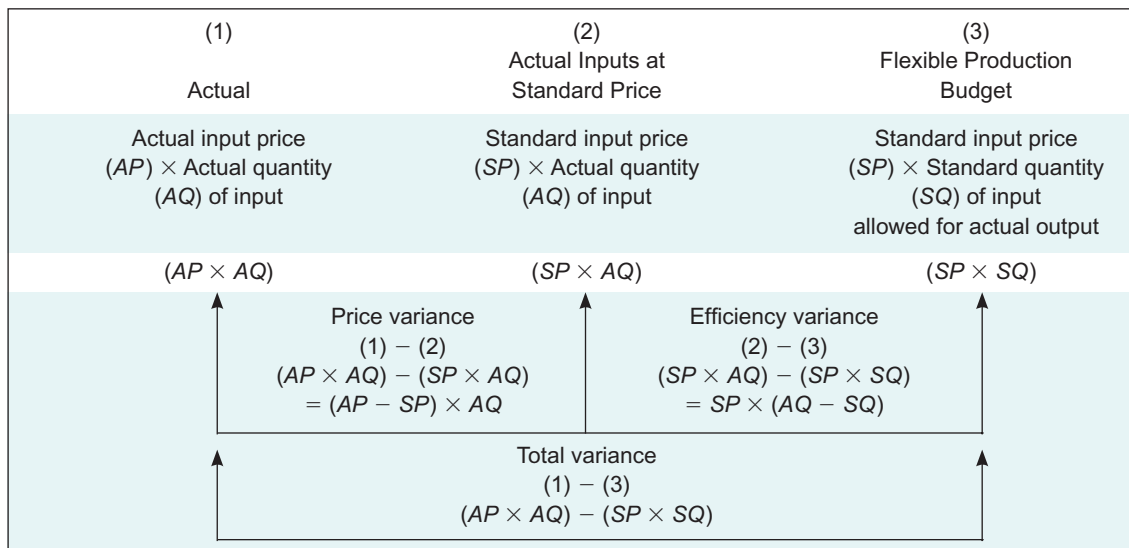 (1)
Actual
(2)
Actual Inputs at
Standard Price
(3)
Flexible Production
Budget
Actual input price
(AP) × Actual quantity
(AQ) of input
Standard input price
(SP) × Actual quantity
(AQ) of input
Standard input price
(SP) × Standard quantity
(SQ) of input
allowed for actual output
(AP × AQ)
(SP × AQ)
(SP × SQ)
Price variance
(1) − (2)
(AP × AQ) − (SP × AQ)
= (AP − SP) × AQ
Efficiency variance
(2) − (3)
(SP × AQ) − (SP × SQ)
= SP × (AQ − SQ)
Total variance
(1) − (3)
(AP × AQ) − (SP × SQ)